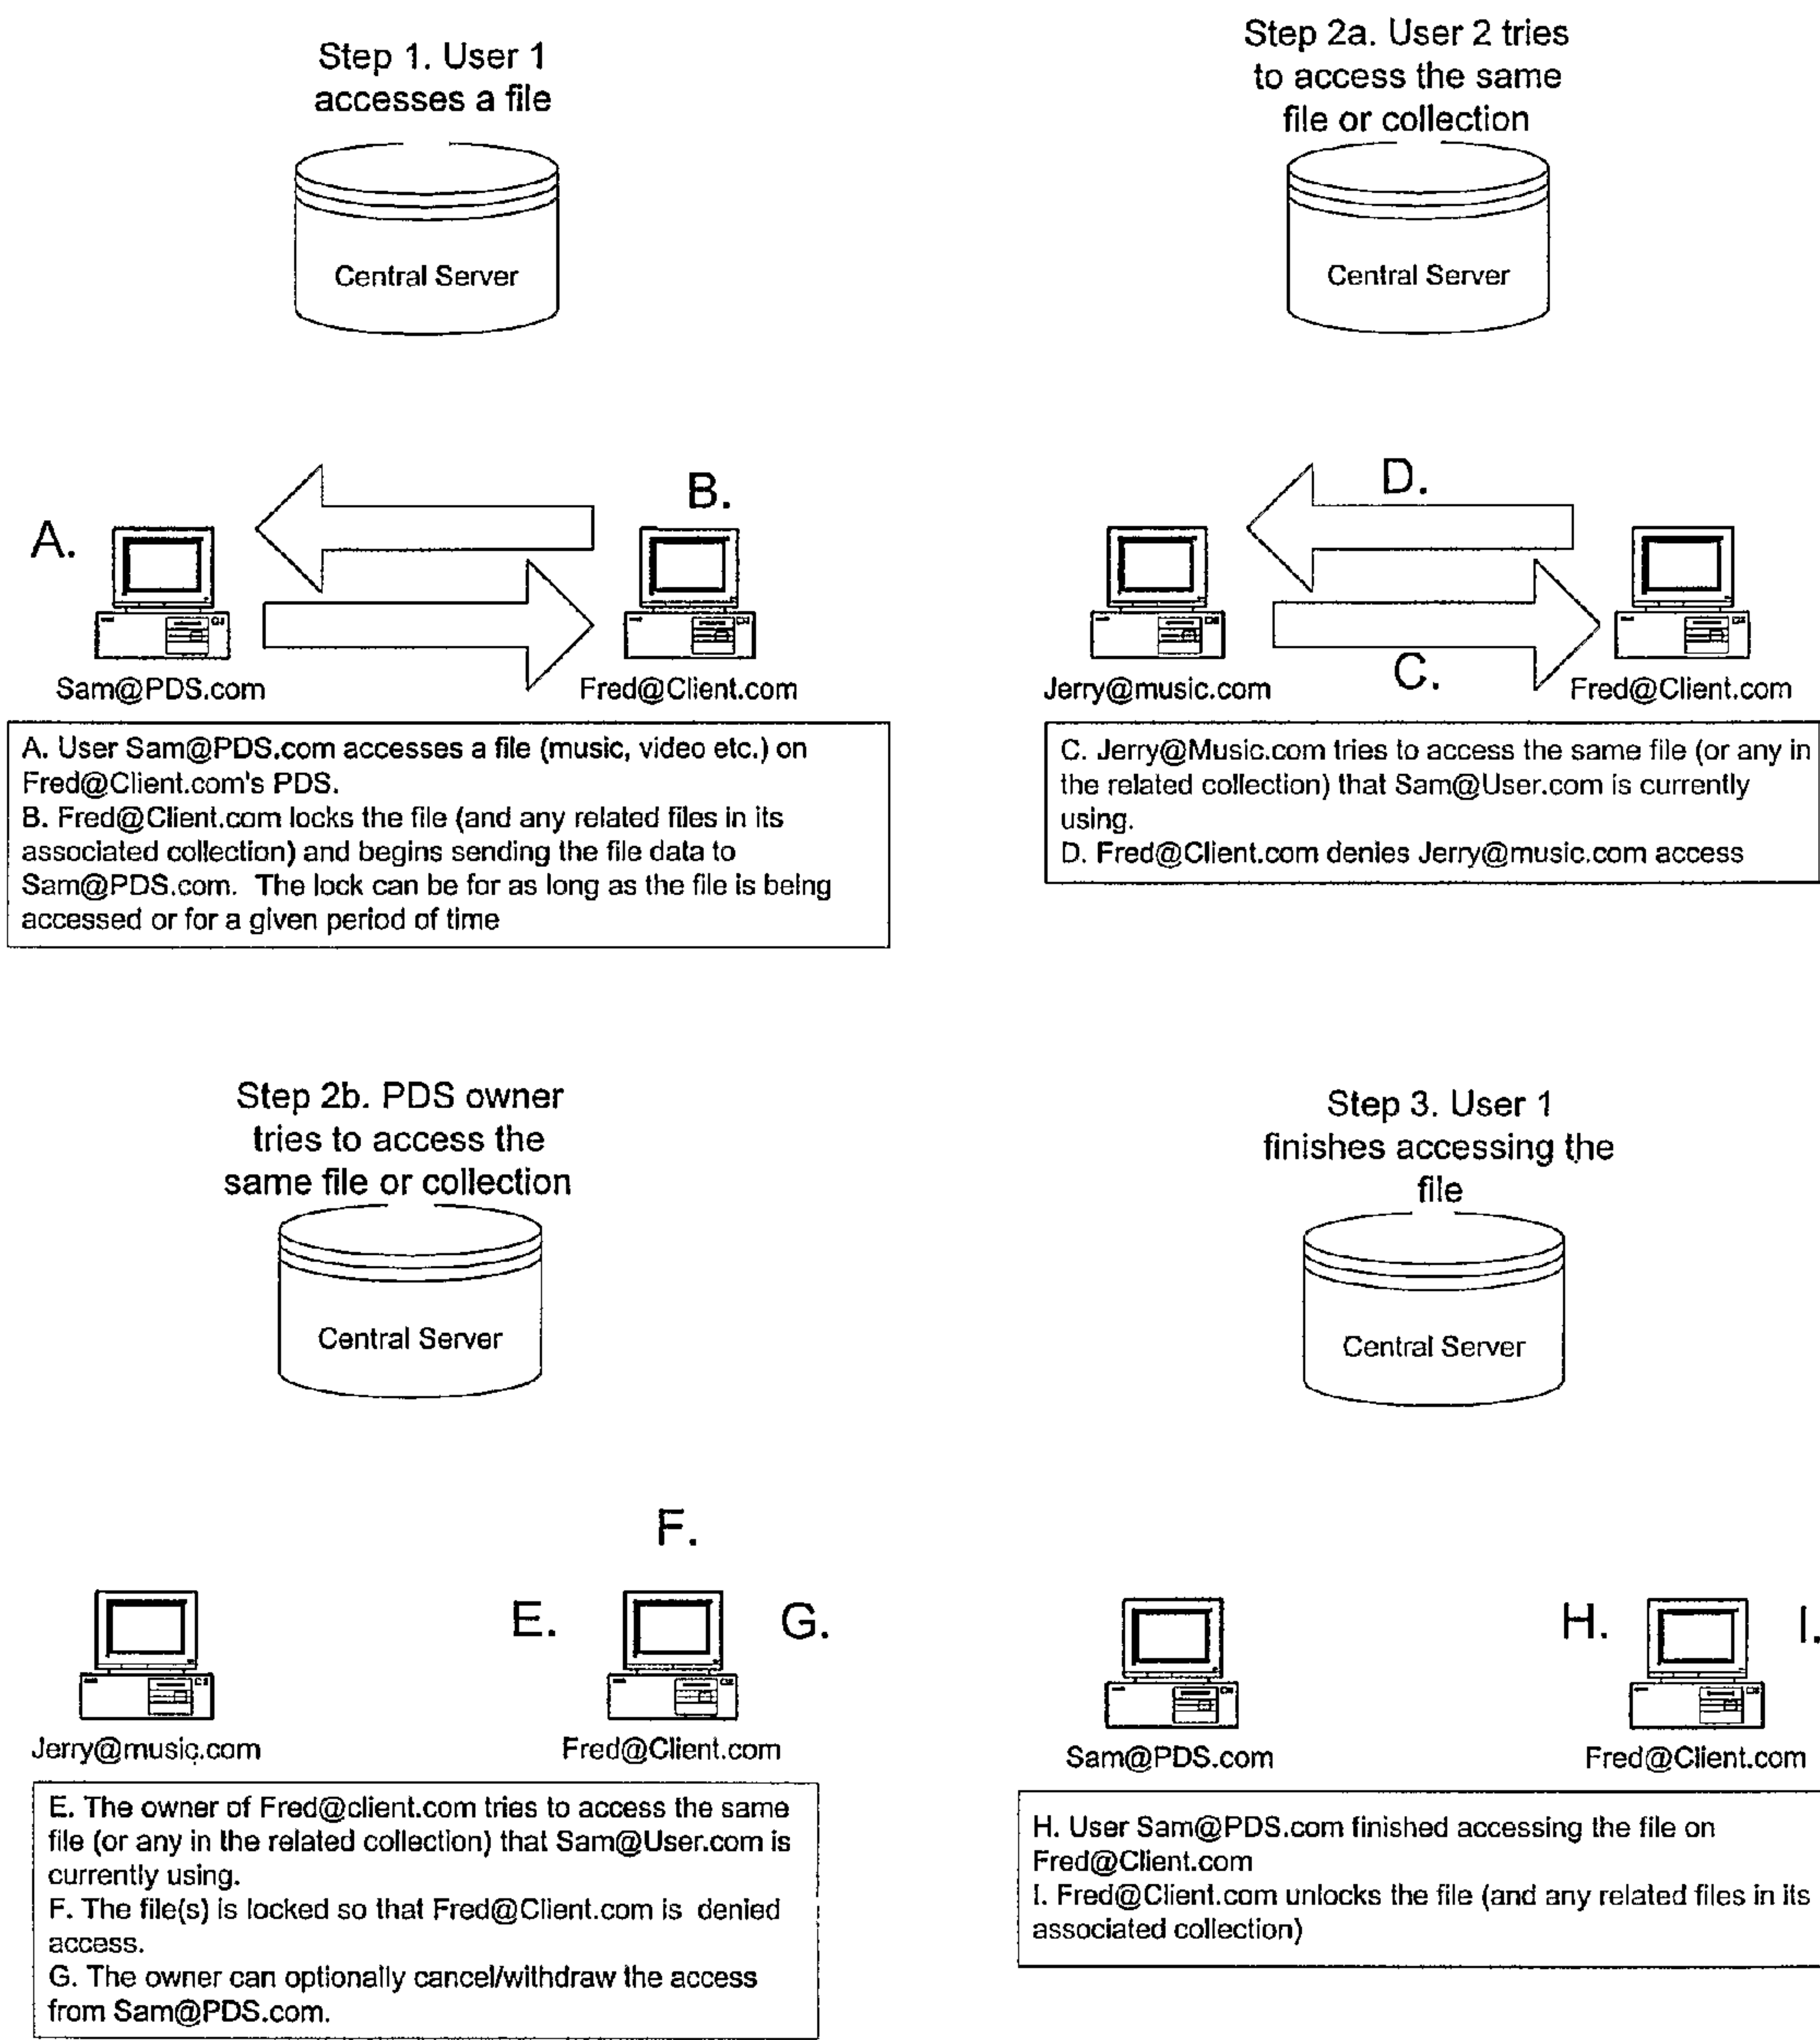 Step 1. User 1
accesses a file
Central Server
A.
B.
Sam@PDS.com
Fred@Client.com
A. User Sam@PDS.com accesses a file (music, video etc.) on
Fred@Client.com's PDS.
B. Fred@Client.com locks the file (and any related files in its
associated collection) and begins sending the file data to
Sam@PDS.com. The lock can be for as long as the file is being
accessed or for a given period of time
Step 2a. User 2 tries
to access the same
file or collection
Central Server
D.
C.
Jerry@music.com
Fred@Client.com
C. Jerry@Music.com tries to access the same file (or any in
the related collection) that Sam@User.com is currently
using.
D. Fred@Client.com denies Jerry@music.com access
Step 2b. PDS owner
tries to access the
same file or collection
Central Server
F.
E.
G.
Jerry@music.com
Fred@Client.com
E. The owner of Fred@client.com tries to access the same
file (or any in the related collection) that Sam@User.com is
currently using.
F. The file(s) is locked so that Fred@Client.com is denied
access.
G. The owner can optionally cancel/withdraw the access
from Sam@PDS.com.
Step 3. User 1
finishes accessing the
file
Central Server
H.
I.
Sam@PDS.com
Fred@Client.com
H. User Sam@PDS.com finished accessing the file on
Fred@Client.com
I. Fred@Client.com unlocks the file (and any related files in its
associated collection)